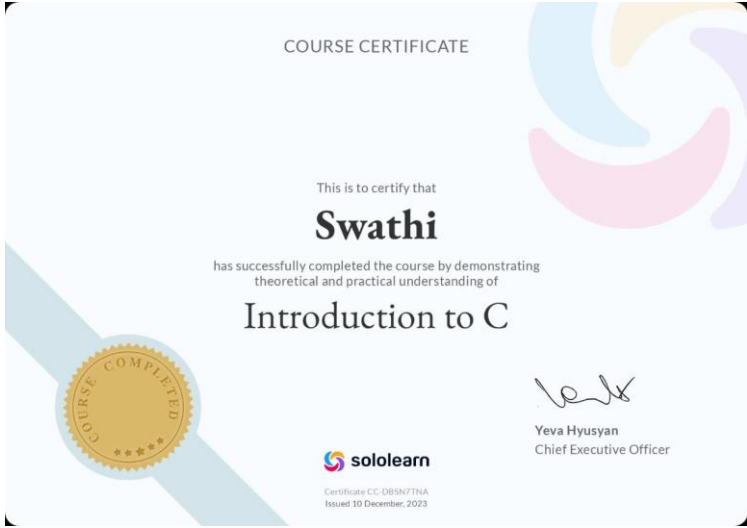 COURSE CERTIFICATE
This is to certify that
Swathi
has successfully completed the course by demonstrating
theoretical and practical understanding of
Introduction to C
COURSE COMPLETED
Yeva Hyusyan
Chief Executive Officer
sololearn
Certificate CC-DBSN7TNA
Issued 10 December, 2023